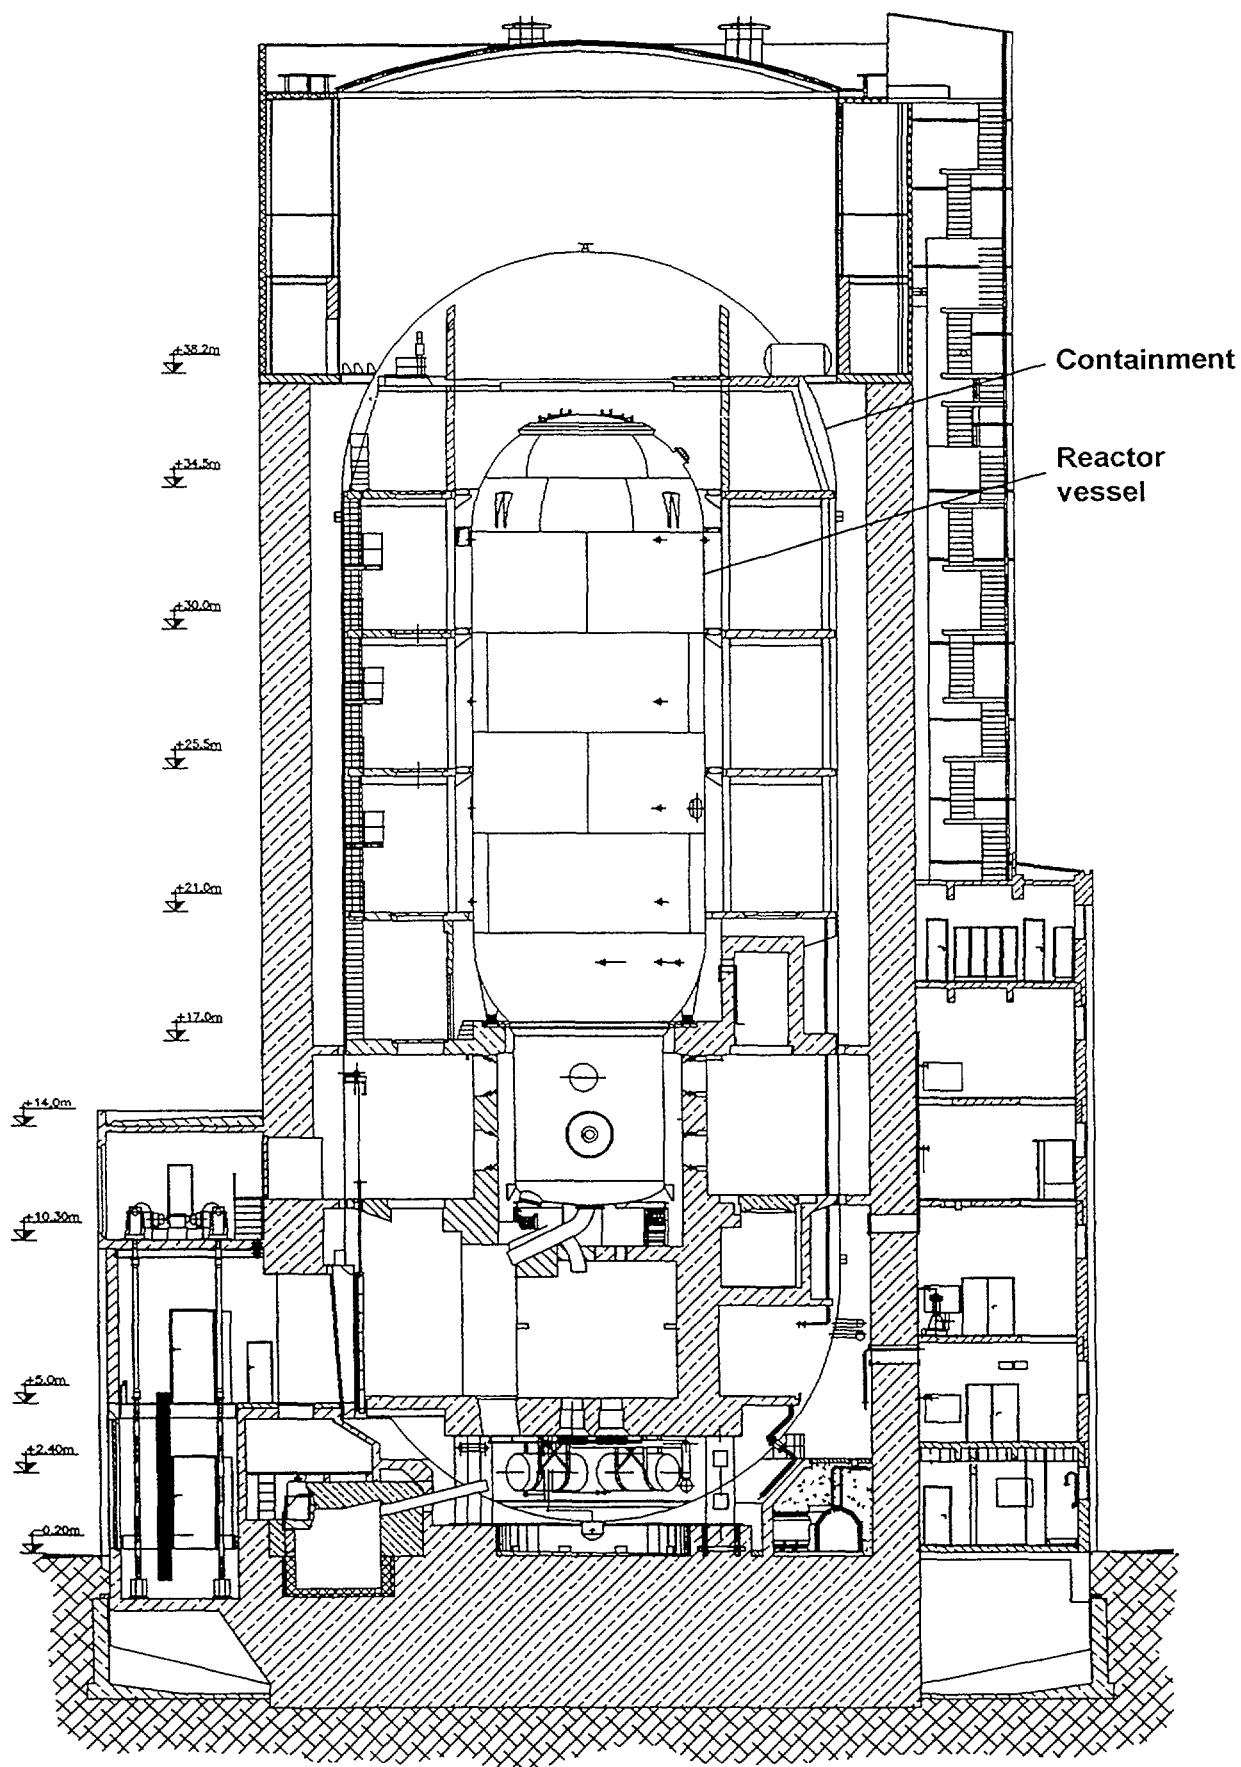 +38.2m
Containment
+34.5m
Reactor
vessel
+30.0m
+25.5m
+21.0m
+17.0m
+14.0m
+10.30m
+5.0m
+2.40m
-0.20m